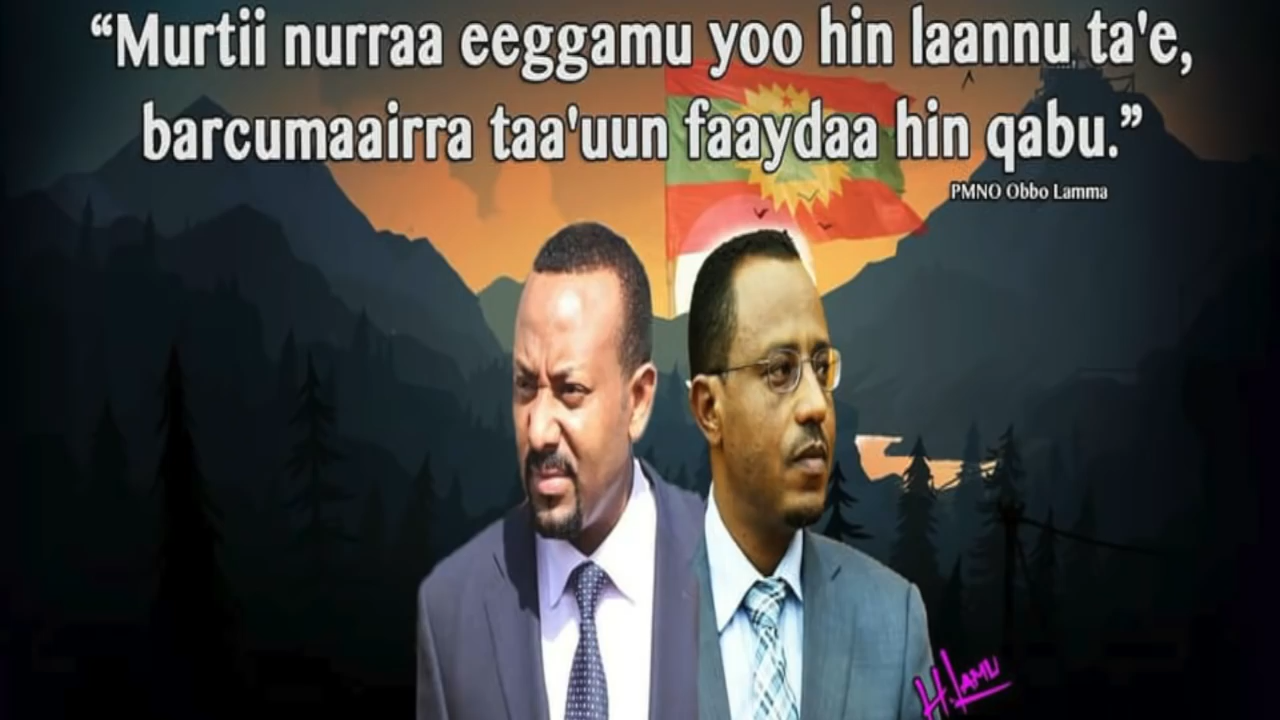 “Murtii nurraa eeggamu yoo hin laannu ta'e,
barcumaairra taa'uun faaydaa hin qabu.”
PMNO Obbo Lamma
H.Lamu